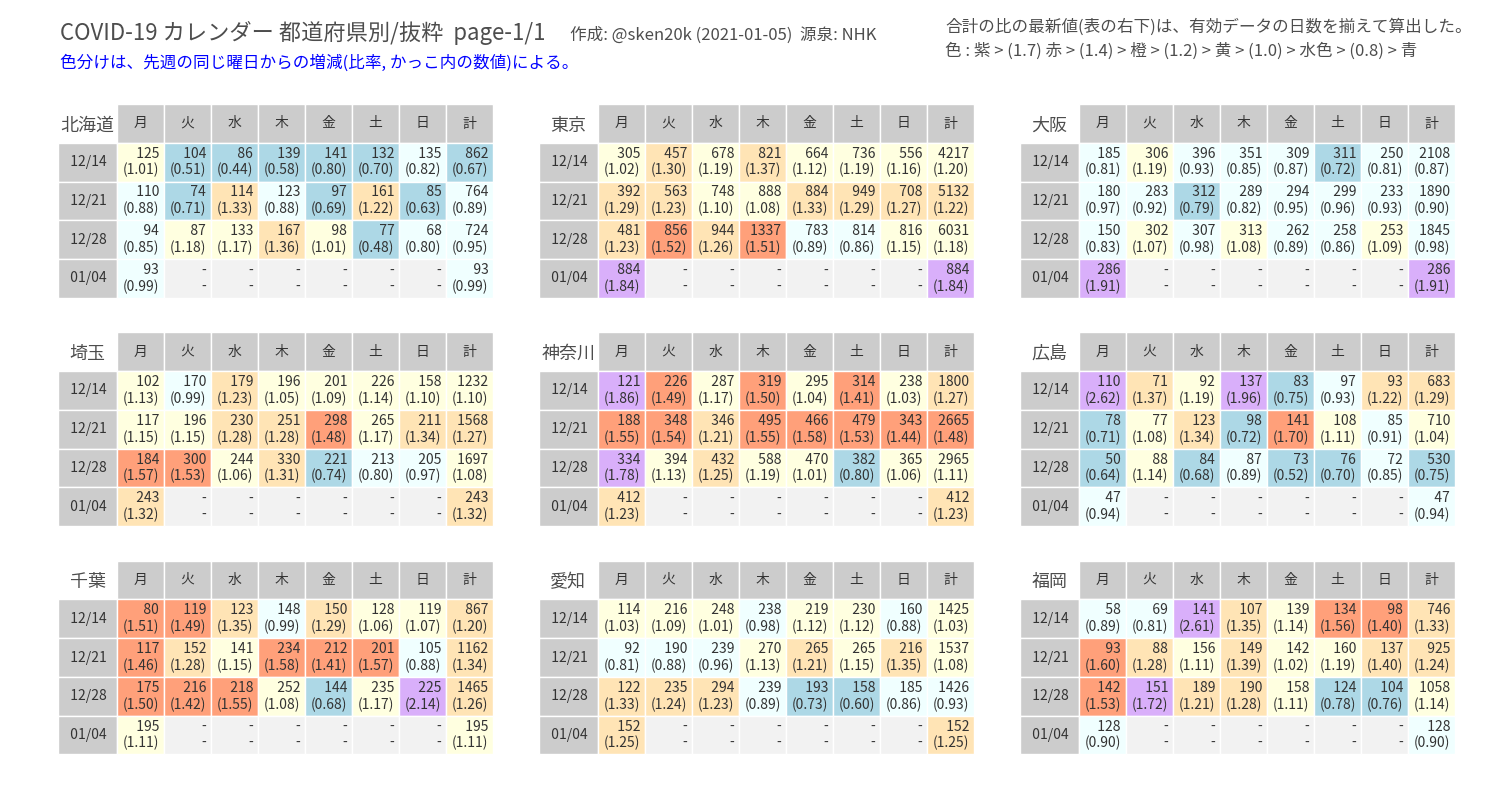 COVID-19 カレンダー 都道府県別/抜粋 page-1/1 作成: @sken20k (2021-01-05) 源泉: NHK
色分けは、先週の同じ曜日からの増減(比率, かっこ内の数値)による。
合計の比の最新値(表の右下)は、有効データの日数を揃えて算出した。
色 : 紫 > (1.7) 赤 > (1.4) > 橙 > (1.2) > 黄 > (1.0) > 水色 > (0.8) > 青
北海道 月 火 水 木 金 土 日 計
12/14 125 104 86 139 141 132 135 862
(1.01) (0.51) (0.44) (0.58) (0.80) (0.70) (0.82) (0.67)
12/21 110 74 114 123 97 161 85 764
(0.88) (0.71) (1.33) (0.88) (0.69) (1.22) (0.63) (0.89)
12/28 94 87 133 167 98 77 68 724
(0.85) (1.18) (1.17) (1.36) (1.01) (0.48) (0.80) (0.95)
01/04 93 - - - - - - 93
(0.99) - - - - - - (0.99)
東京 月 火 水 木 金 土 日 計
12/14 305 457 678 821 664 736 556 4217
(1.02) (1.30) (1.19) (1.37) (1.12) (1.19) (1.16) (1.20)
12/21 392 563 748 888 884 949 708 5132
(1.29) (1.23) (1.10) (1.08) (1.33) (1.29) (1.27) (1.22)
12/28 481 856 944 1337 783 814 816 6031
(1.23) (1.52) (1.26) (1.51) (0.89) (0.86) (1.15) (1.18)
01/04 884 - - - - - - 884
(1.84) - - - - - - (1.84)
大阪 月 火 水 木 金 土 日 計
12/14 185 306 396 351 309 311 250 2108
(0.81) (1.19) (0.93) (0.85) (0.87) (0.72) (0.81) (0.87)
12/21 180 283 312 289 294 299 233 1890
(0.97) (0.92) (0.79) (0.82) (0.95) (0.96) (0.93) (0.90)
12/28 150 302 307 313 262 258 253 1845
(0.83) (1.07) (0.98) (1.08) (0.89) (0.86) (1.09) (0.98)
01/04 286 - - - - - - 286
(1.91) - - - - - - (1.91)
埼玉 月 火 水 木 金 土 日 計
12/14 102 170 179 196 201 226 158 1232
(1.13) (0.99) (1.23) (1.05) (1.09) (1.14) (1.10) (1.10)
12/21 117 196 230 251 298 265 211 1568
(1.15) (1.15) (1.28) (1.28) (1.48) (1.17) (1.34) (1.27)
12/28 184 300 244 330 221 213 205 1697
(1.57) (1.53) (1.06) (1.31) (0.74) (0.80) (0.97) (1.08)
01/04 243 - - - - - - 243
(1.32) - - - - - - (1.32)
神奈川 月 火 水 木 金 土 日 計
12/14 121 226 287 319 295 314 238 1800
(1.86) (1.49) (1.17) (1.50) (1.04) (1.41) (1.03) (1.27)
12/21 188 348 346 495 466 479 343 2665
(1.55) (1.54) (1.21) (1.55) (1.58) (1.53) (1.44) (1.48)
12/28 334 394 432 588 470 382 365 2965
(1.78) (1.13) (1.25) (1.19) (1.01) (0.80) (1.06) (1.11)
01/04 412 - - - - - - 412
(1.23) - - - - - - (1.23)
広島 月 火 水 木 金 土 日 計
12/14 110 71 92 137 83 97 93 683
(2.62) (1.37) (1.19) (1.96) (0.75) (0.93) (1.22) (1.29)
12/21 78 77 123 98 141 108 85 710
(0.71) (1.08) (1.34) (0.72) (1.70) (1.11) (0.91) (1.04)
12/28 50 88 84 87 73 76 72 530
(0.64) (1.14) (0.68) (0.89) (0.52) (0.70) (0.85) (0.75)
01/04 47 - - - - - - 47
(0.94) - - - - - - (0.94)
千葉 月 火 水 木 金 土 日 計
12/14 80 119 123 148 150 128 119 867
(1.51) (1.49) (1.35) (0.99) (1.29) (1.06) (1.07) (1.20)
12/21 117 152 141 234 212 201 105 1162
(1.46) (1.28) (1.15) (1.58) (1.41) (1.57) (0.88) (1.34)
12/28 175 216 218 252 144 235 225 1465
(1.50) (1.42) (1.55) (1.08) (0.68) (1.17) (2.14) (1.26)
01/04 195 - - - - - - 195
(1.11) - - - - - - (1.11)
愛知 月 火 水 木 金 土 日 計
12/14 114 216 248 238 219 230 160 1425
(1.03) (1.09) (1.01) (0.98) (1.12) (1.12) (0.88) (1.03)
12/21 92 190 239 270 265 265 216 1537
(0.81) (0.88) (0.96) (1.13) (1.21) (1.15) (1.35) (1.08)
12/28 122 235 294 239 193 158 185 1426
(1.33) (1.24) (1.23) (0.89) (0.73) (0.60) (0.86) (0.93)
01/04 152 - - - - - - 152
(1.25) - - - - - - (1.25)
福岡 月 火 水 木 金 土 日 計
12/14 58 69 141 107 139 134 98 746
(0.89) (0.81) (2.61) (1.35) (1.14) (1.56) (1.40) (1.33)
12/21 93 88 156 149 142 160 137 925
(1.60) (1.28) (1.11) (1.39) (1.02) (1.19) (1.40) (1.24)
12/28 142 151 189 190 158 124 104 1058
(1.53) (1.72) (1.21) (1.28) (1.11) (0.78) (0.76) (1.14)
01/04 128 - - - - - - 128
(0.90) - - - - - - (0.90)